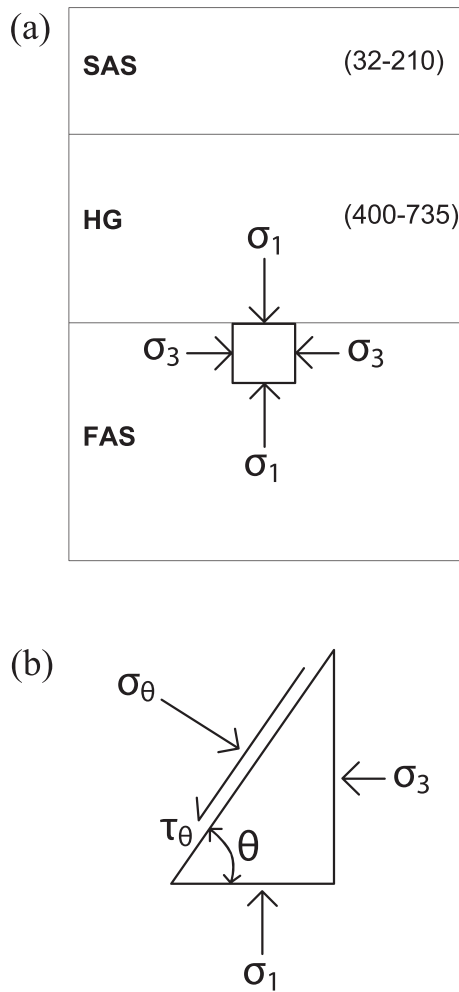 (a)
SAS (32-210)
HG (400-735)
σ1
σ3 σ3
FAS
σ1
(b)
σθ
σ3
τθ θ
σ1